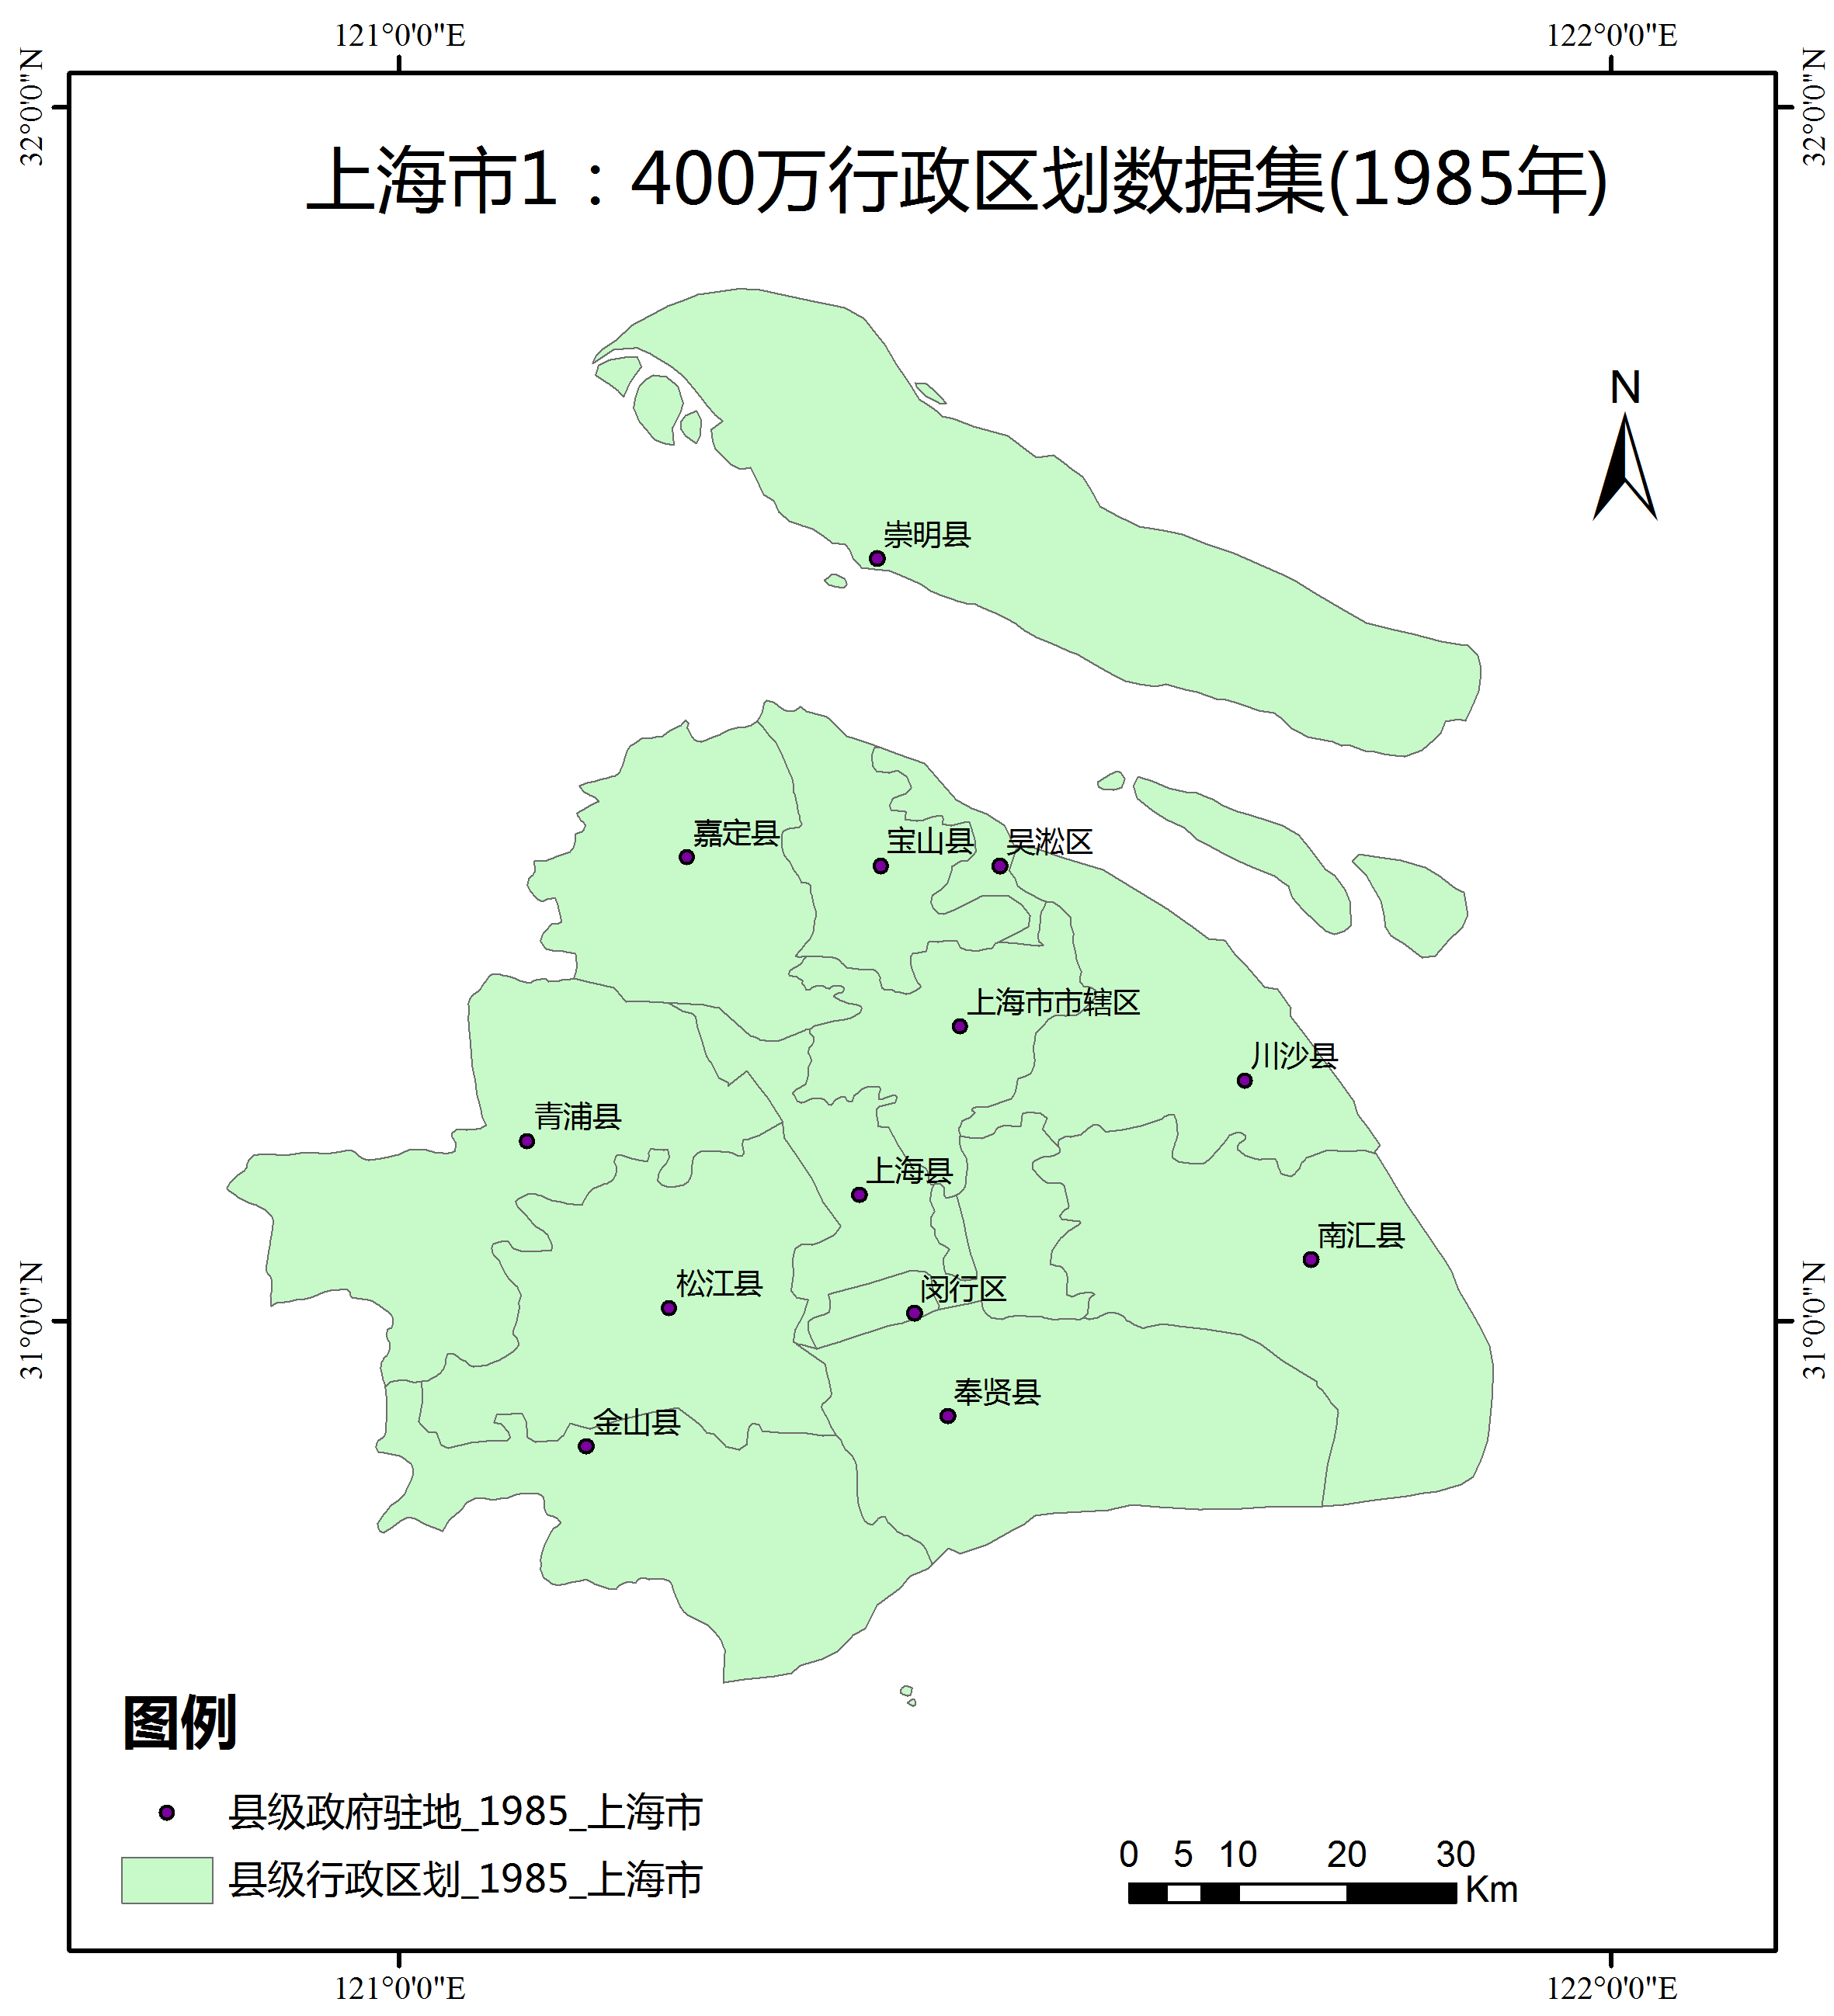 121°0'0"E
122°0'0"E
32°0'0"N
32°0'0"N
上海市1：400万行政区划数据集(1985年)
N
崇明县
嘉定县
宝山县
吴淞区
上海市市辖区
川沙县
青浦县
上海县
南汇县
松江县
闵行区
31°0'0"N
31°0'0"N
奉贤县
金山县
图例
县级政府驻地_1985_上海市
县级行政区划_1985_上海市
0 5 10 20 30
Km
121°0'0"E
122°0'0"E